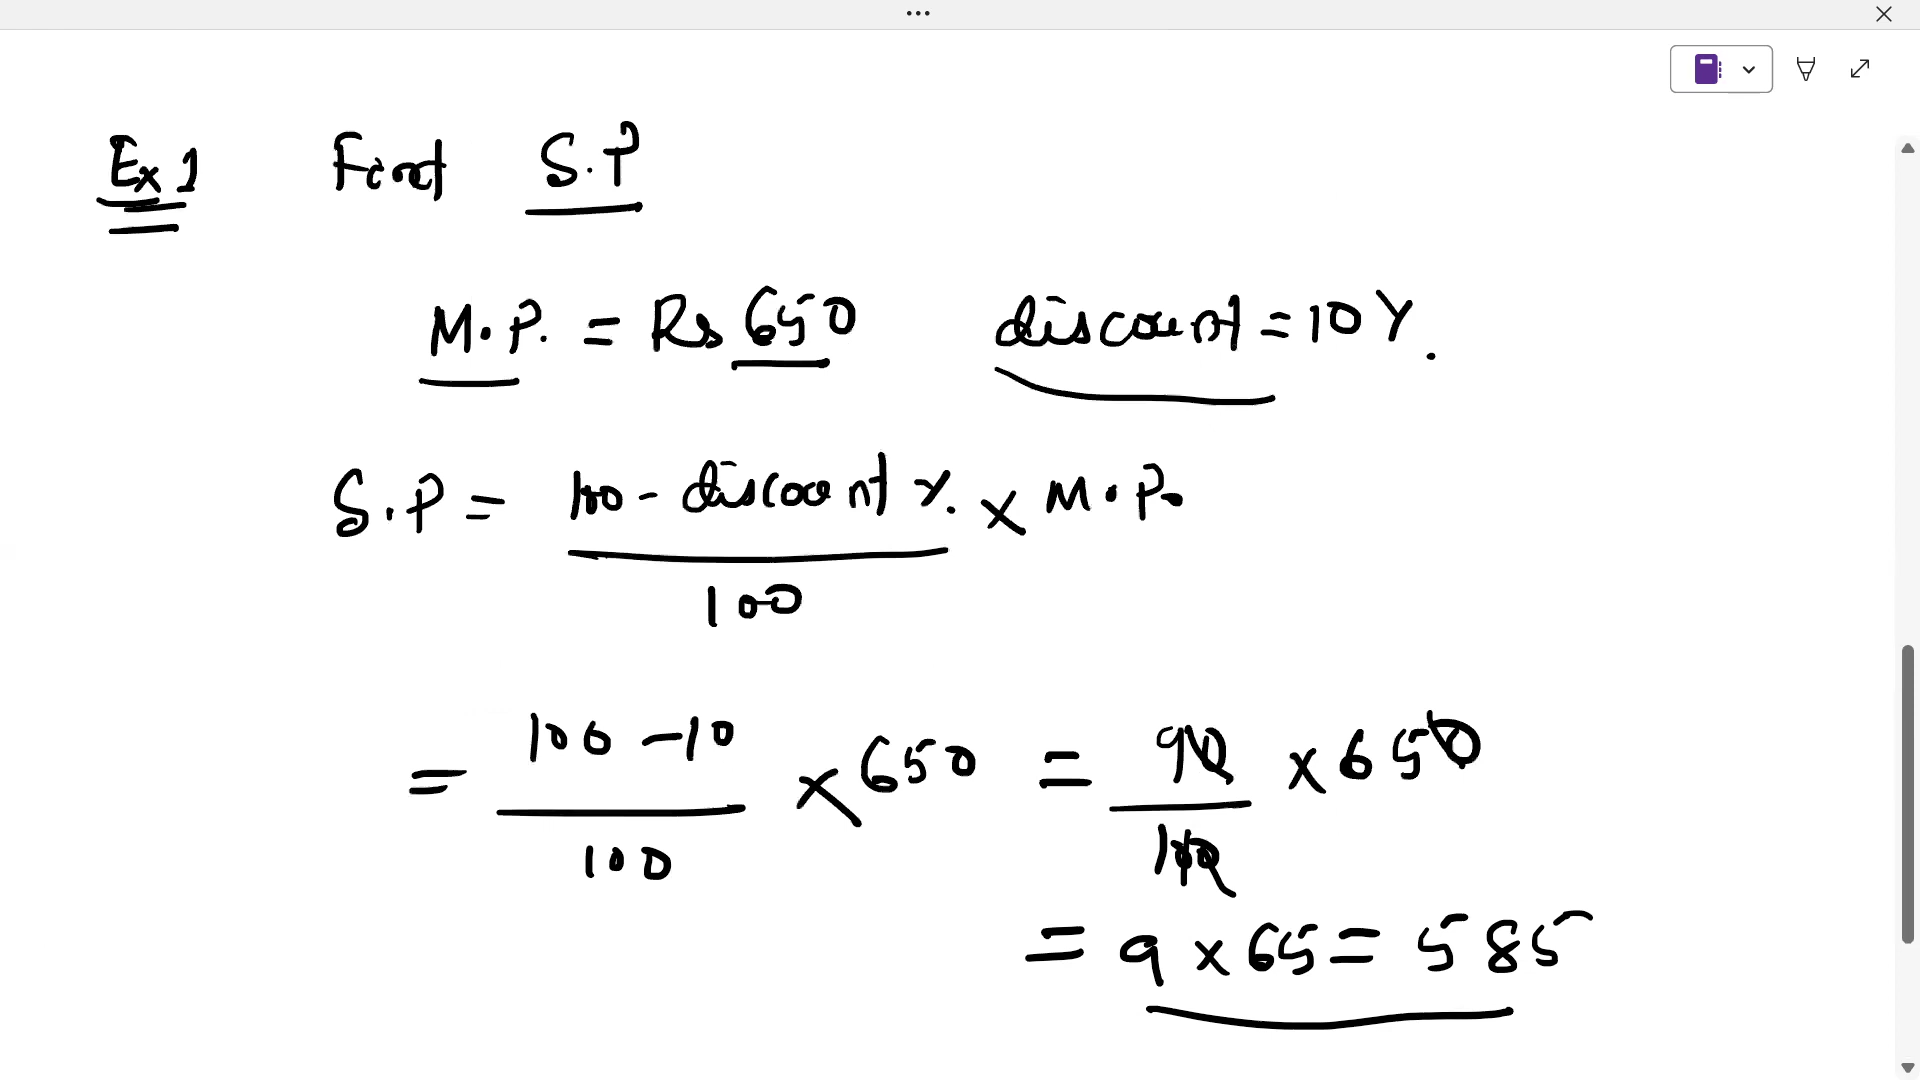 Ex 1 Find S.P
M.P. = Rs 650 discount = 10%.
S.P = 100 - discount % × M.P.
100
= 100 - 10 × 650 = 90 × 650
100 100
= 9 × 65 = 585